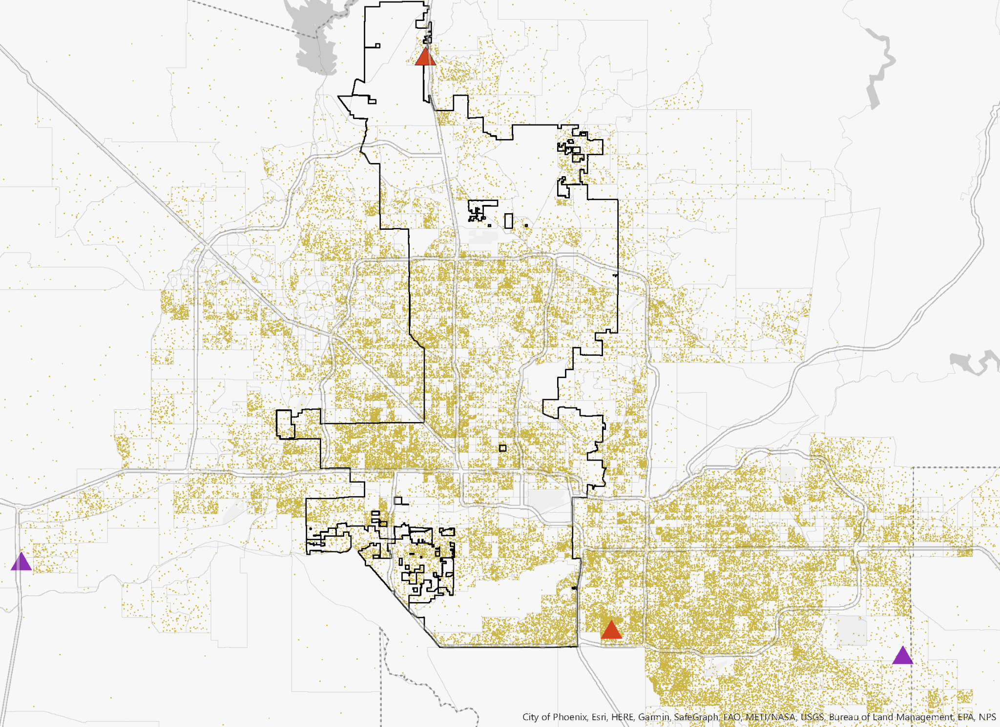 City of Phoenix, Esri, HERE, Garmin, SafeGraph, FAO, METI/NASA, USGS, Bureau of Land Management, EPA, NPS